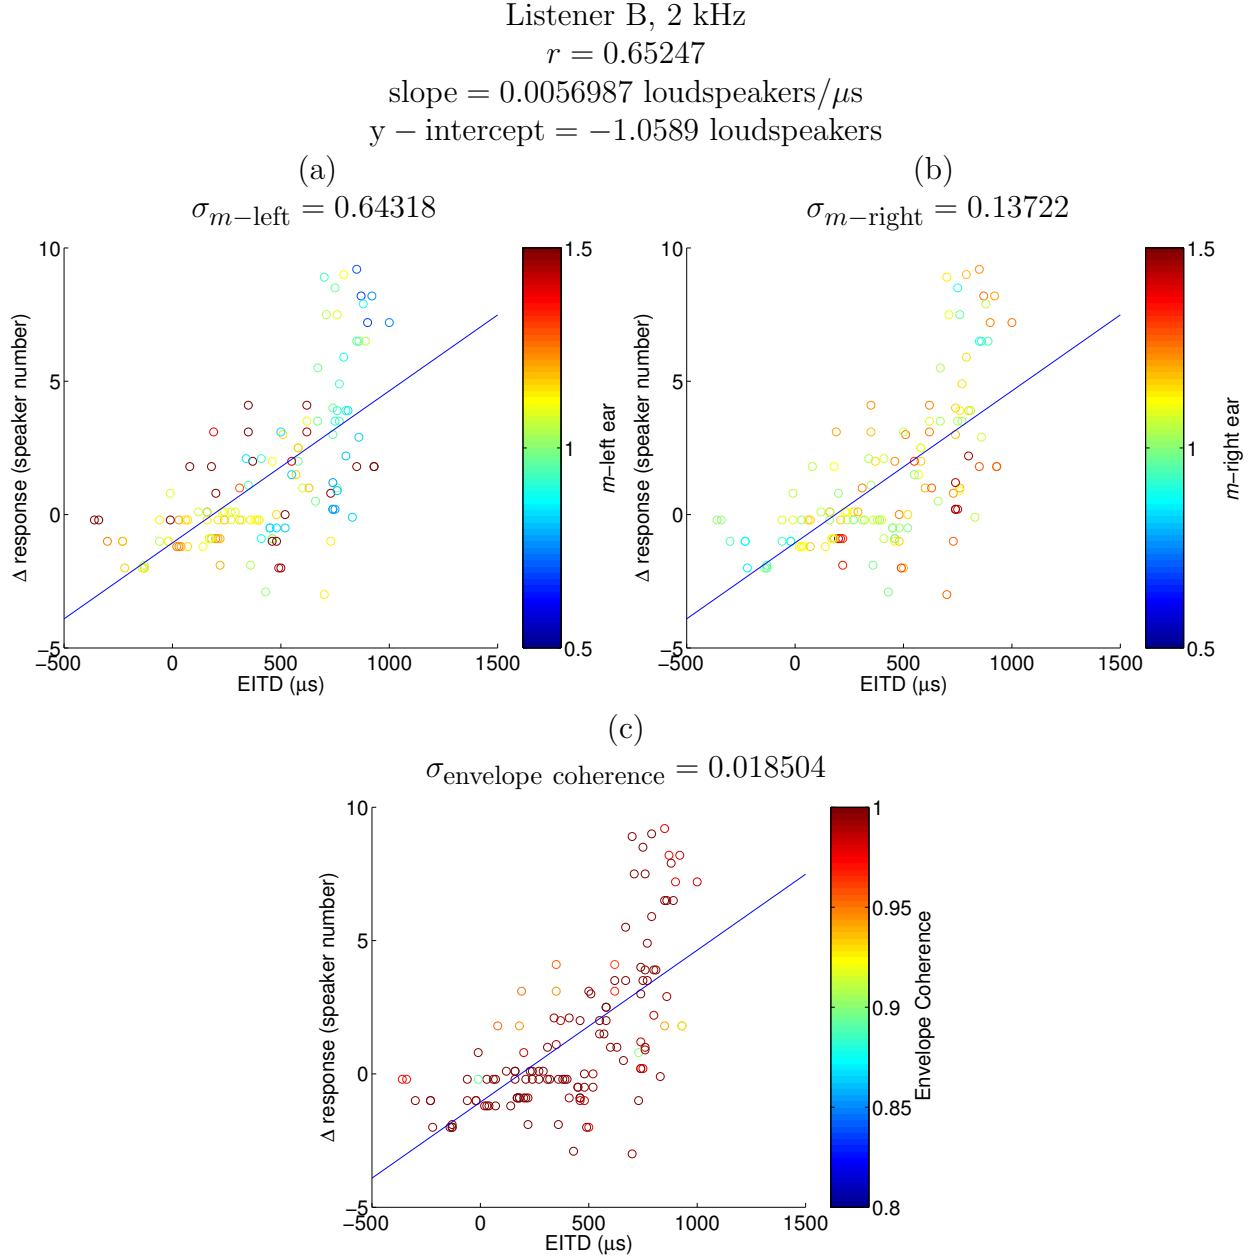 Listener B, 2 kHz
r = 0.65247
slope = 0.0056987 loudspeakers/μs
y − intercept = −1.0589 loudspeakers
(a)
σm−left = 0.64318
10
5
0
−5
Δ response (speaker number)
−500
0
500
1000
1500
EITD (μs)
1.5
1
0.5
m−left ear
(b)
σm−right = 0.13722
10
5
0
−5
Δ response (speaker number)
−500
0
500
1000
1500
EITD (μs)
1.5
1
0.5
m−right ear
(c)
σenvelope coherence = 0.018504
10
5
0
−5
Δ response (speaker number)
−500
0
500
1000
1500
EITD (μs)
1
0.95
0.9
0.85
0.8
Envelope Coherence